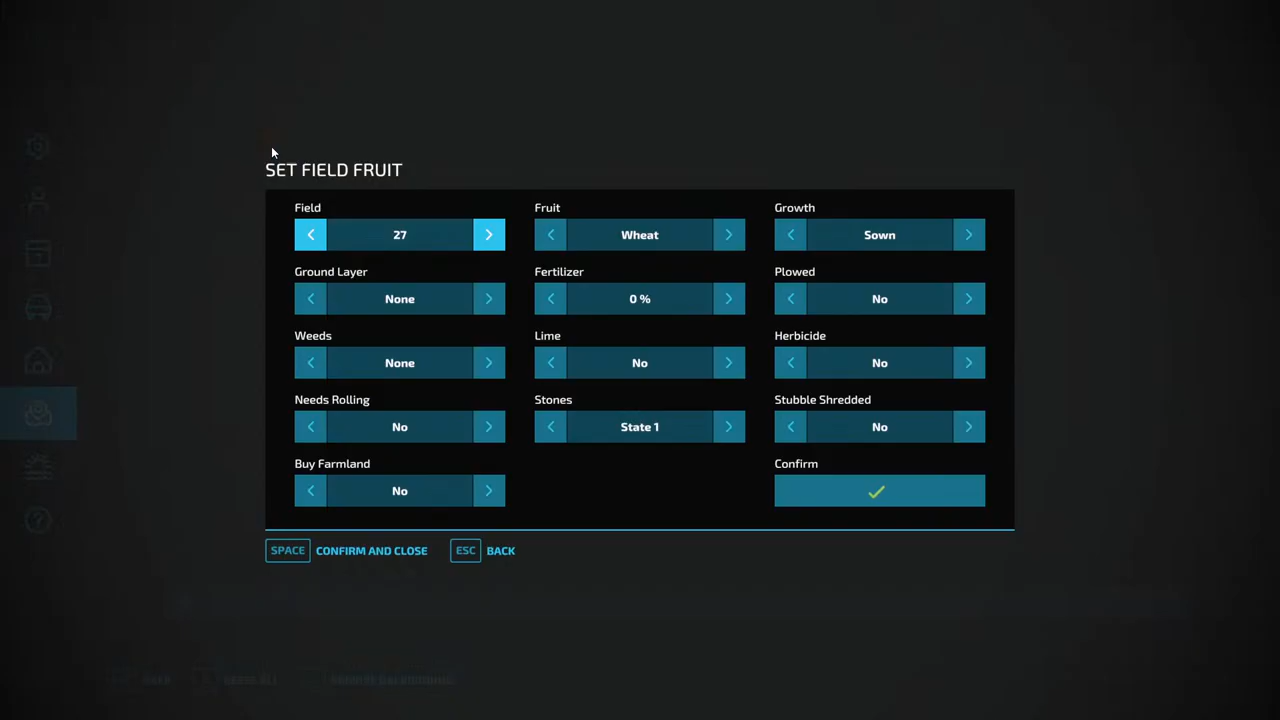 SET FIELD FRUIT
Field
Fruit
Growth
27
Wheat
Sown
Ground Layer
Fertilizer
Plowed
None
0 %
No
Weeds
Lime
Herbicide
None
No
No
Needs Rolling
Stones
Stubble Shredded
No
State 1
No
Buy Farmland
Confirm
No
SPACE CONFIRM AND CLOSE ESC BACK